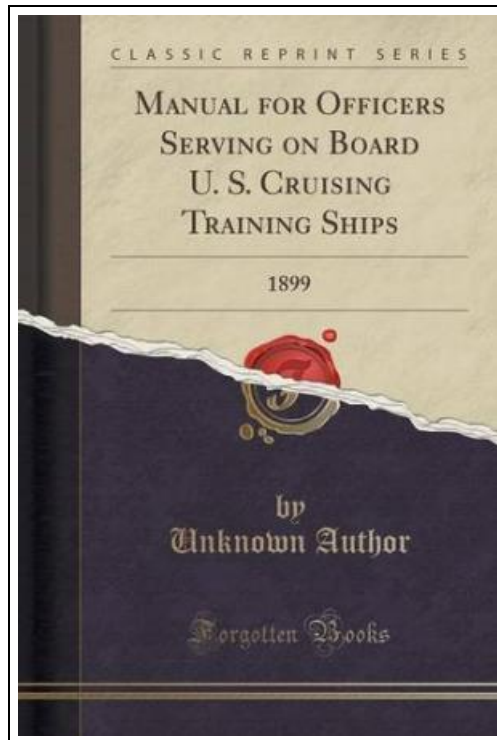 CLASSIC REPRINT SERIES
MANUAL FOR OFFICERS
SERVING ON BOARD
U. S. CRUISING
TRAINING SHIPS
1899
by
Unknown Author
Forgotten Books